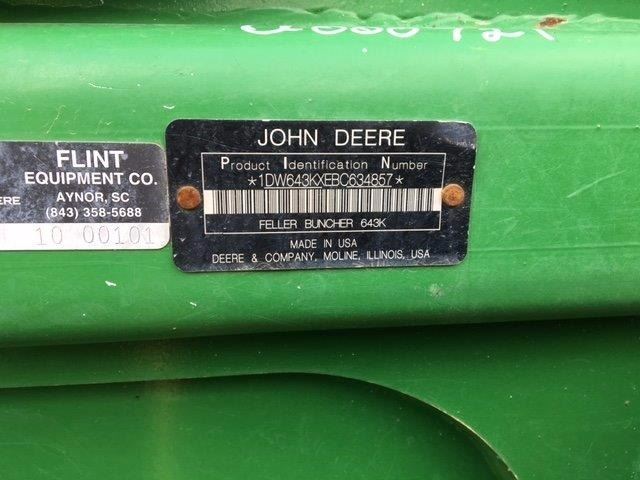 FLINT
EQUIPMENT CO.
ERE
AYNOR, SC
(843) 358-5688
10 00101
JOHN DEERE
Product Identification Number
*1DW643KXEBC634857*
FELLER BUNCHER 643K
MADE IN USA
DEERE & COMPANY, MOLINE, ILLINOIS, USA